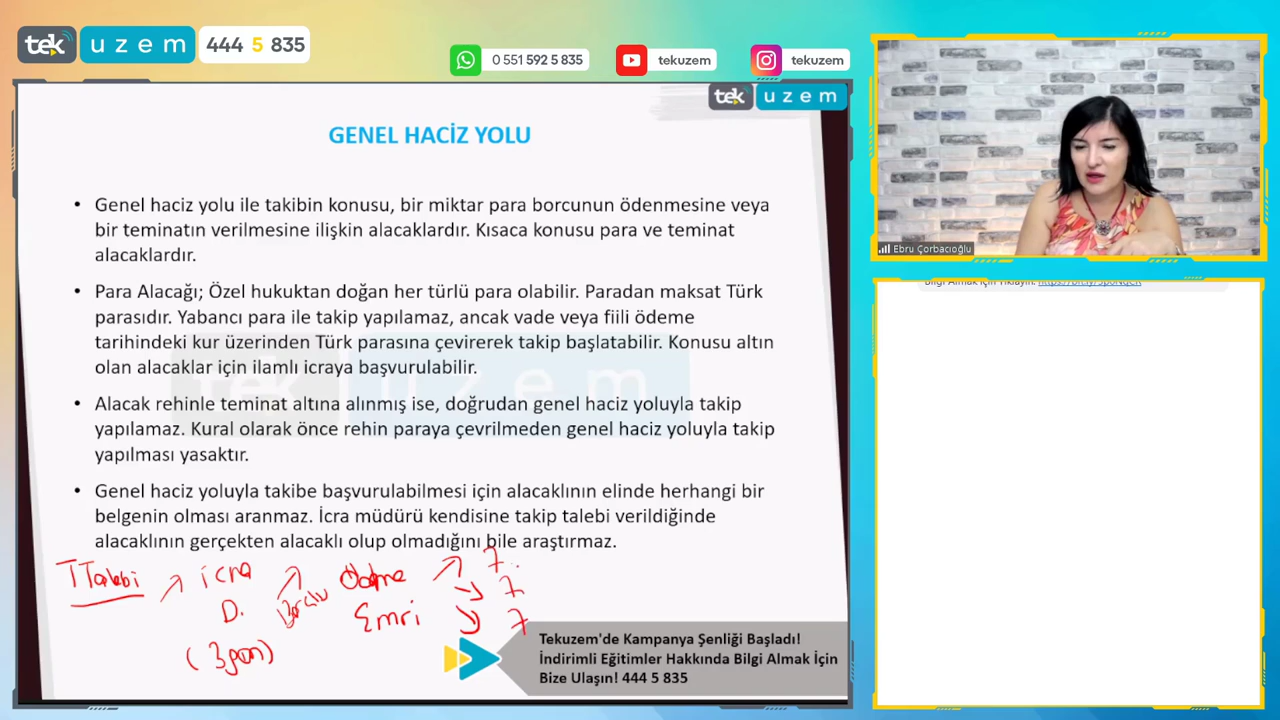 tek uzem 444 5 835
0 551 592 5 835 tekuzem tekuzem
tek uzem
GENEL HACİZ YOLU
• Genel haciz yolu ile takibin konusu, bir miktar para borcunun ödenmesine veya
bir teminatın verilmesine ilişkin alacaklardır. Kısaca konusu para ve teminat
alacaklardır.
• Para Alacağı; Özel hukuktan doğan her türlü para olabilir. Paradan maksat Türk
parasıdır. Yabancı para ile takip yapılamaz, ancak vade veya fiili ödeme
tarihindeki kur üzerinden Türk parasına çevirerek takip başlatabilir. Konusu altın
olan alacaklar için ilamlı icraya başvurulabilir.
tek uzem
• Alacak rehinle teminat altına alınmış ise, doğrudan genel haciz yoluyla takip
yapılamaz. Kural olarak önce rehin paraya çevrilmeden genel haciz yoluyla takip
yapılması yasaktır.
• Genel haciz yoluyla takibe başvurulabilmesi için alacaklının elinde herhangi bir
belgenin olması aranmaz. İcra müdürü kendisine takip talebi verildiğinde
alacaklının gerçekten alacaklı olup olmadığını bile araştırmaz.
T Talebi icra Ödeme 7
D. Borçlu Emri 7
7
(3 gün)
Tekuzem'de Kampanya Şenliği Başladı!
İndirimli Eğitimler Hakkında Bilgi Almak İçin
Bize Ulaşın! 444 5 835
Ebru Çorbacıoğlu